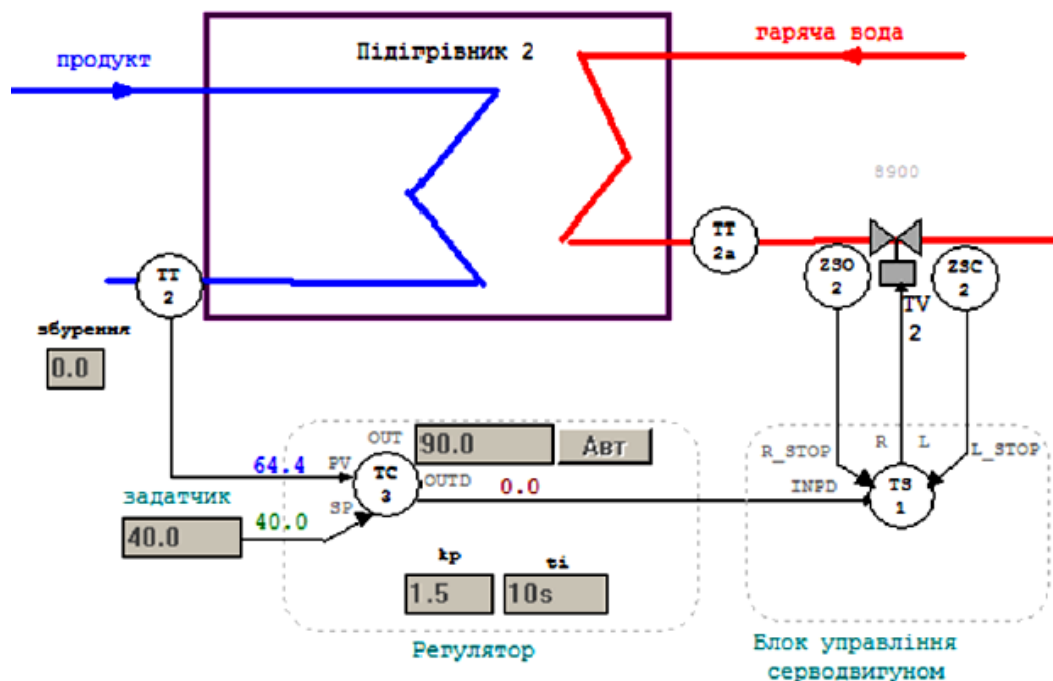 гаряча вода
Підігрівник 2
продукт
8900
TT
2a
ZSO
2
ZSC
2
TT
2
TV
2
збурення
0.0
OUT
90.0
Авт
R_STOP
R
L
L_STOP
64.4
PV
TC
3
OUTD
0.0
INPD
TS
1
задатчик
SP
40.0
40.0
kp
ti
1.5
10s
Регулятор
Блок управління
серводвигуном